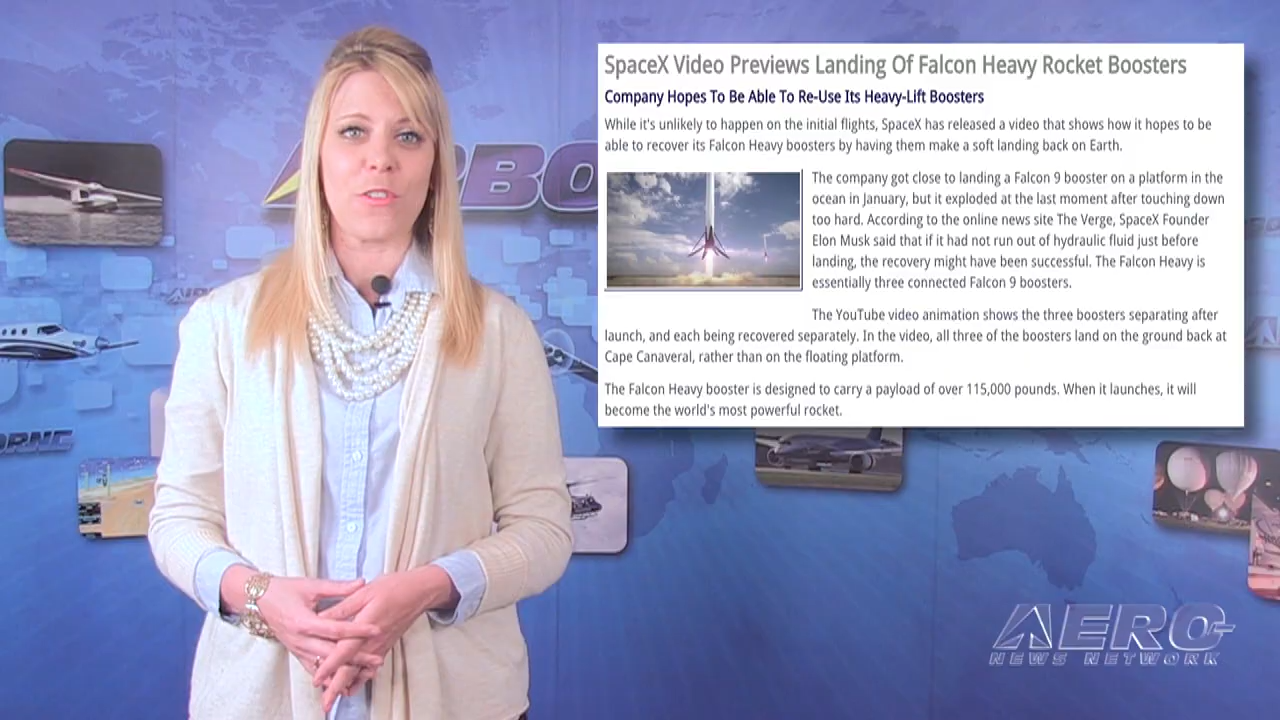 SpaceX Video Previews Landing Of Falcon Heavy Rocket Boosters
Company Hopes To Be Able To Re-Use Its Heavy-Lift Boosters
While it's unlikely to happen on the initial flights, SpaceX has released a video that shows how it hopes to be
able to recover its Falcon Heavy boosters by having them make a soft landing back on Earth.
The company got close to landing a Falcon 9 booster on a platform in the
ocean in January, but it exploded at the last moment after touching down
too hard. According to the online news site The Verge, SpaceX Founder
Elon Musk said that if it had not run out of hydraulic fluid just before
landing, the recovery might have been successful. The Falcon Heavy is
essentially three connected Falcon 9 boosters.
The YouTube video animation shows the three boosters separating after
launch, and each being recovered separately. In the video, all three of the boosters land on the ground back at
Cape Canaveral, rather than on the floating platform.
The Falcon Heavy booster is designed to carry a payload of over 115,000 pounds. When it launches, it will
become the world's most powerful rocket.
AERO
NEWS NETWORK